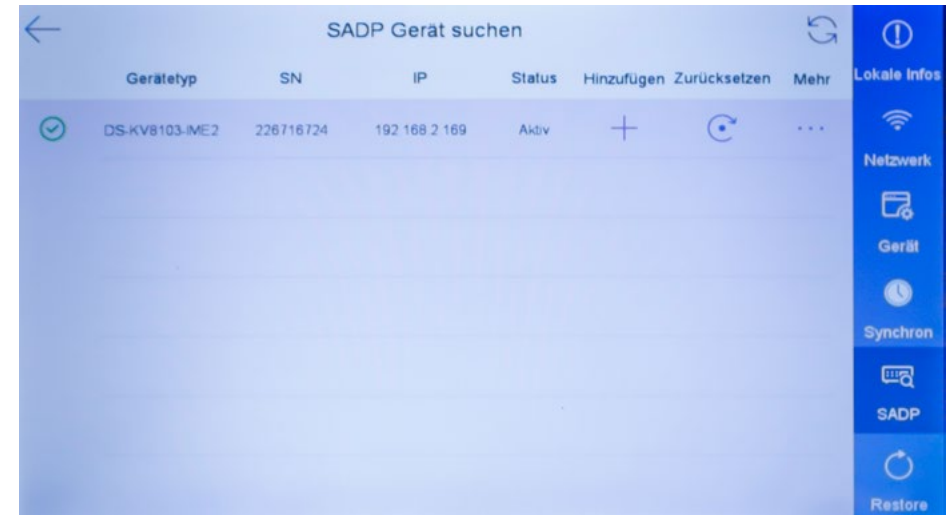 SADP Gerät suchen
Gerätetyp SN IP Status Hinzufügen Zurücksetzen Mehr
DS-KV8103-IME2 226716724 192.168.2.169 Aktiv
Lokale Infos
Netzwerk
Gerät
Synchron
SADP
Restore